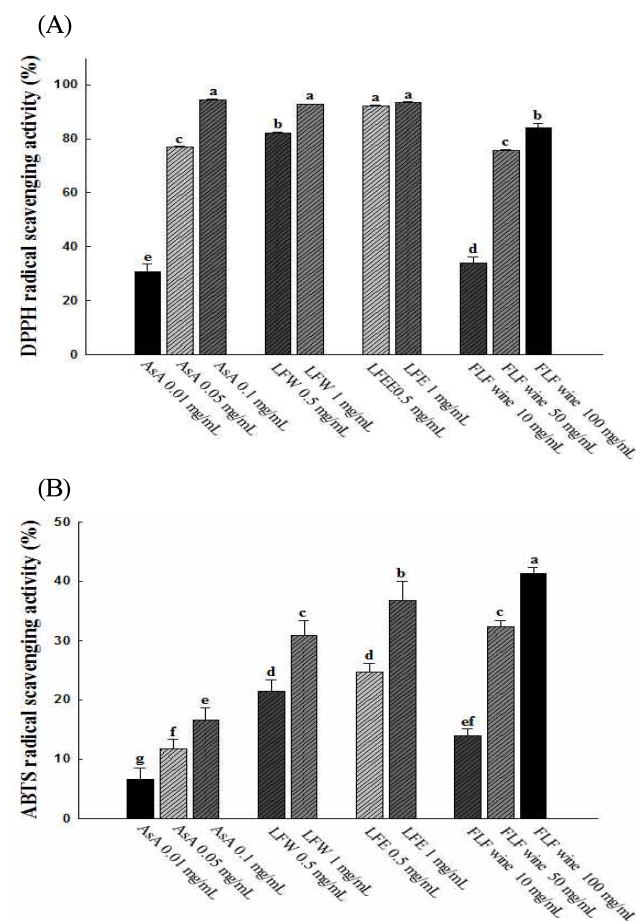 (A)
DPPH radical scavenging activity (%)
100
80
60
40
20
0
e
c
a
b
a
a
a
d
c
b
AsA 0.01 mg/mL
AsA 0.05 mg/mL
AsA 0.1 mg/mL
LFW 0.5 mg/mL
LFW 1 mg/mL
LFEE0.5 mg/mL
LFE 1 mg/mL
FLF wine 10 mg/mL
FLF wine 50 mg/mL
FLF wine 100 mg/mL
(B)
ABTS radical scavenging activity (%)
50
40
30
20
10
0
g
f
e
d
c
d
b
ef
c
a
AsA 0.01 mg/mL
AsA 0.05 mg/mL
AsA 0.1 mg/mL
LFW 0.5 mg/mL
LFW 1 mg/mL
LFE 0.5 mg/mL
LFE 1 mg/mL
FLF wine 10 mg/mL
FLF wine 50 mg/mL
FLF wine 100 mg/mL